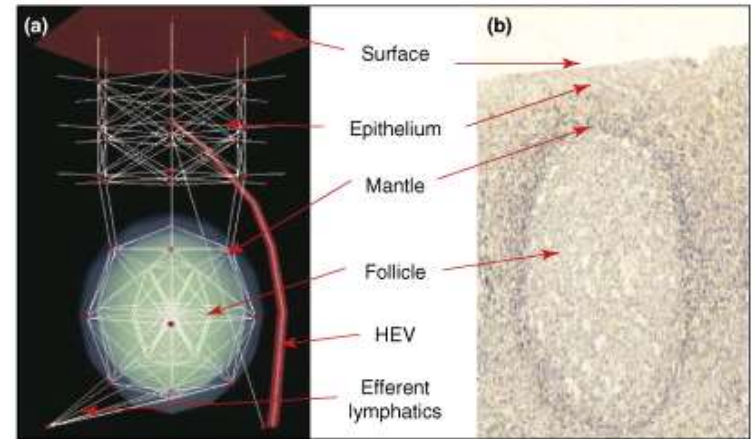 (a)
(b)
Surface
Epithelium
Mantle
Follicle
HEV
Efferent
lymphatics